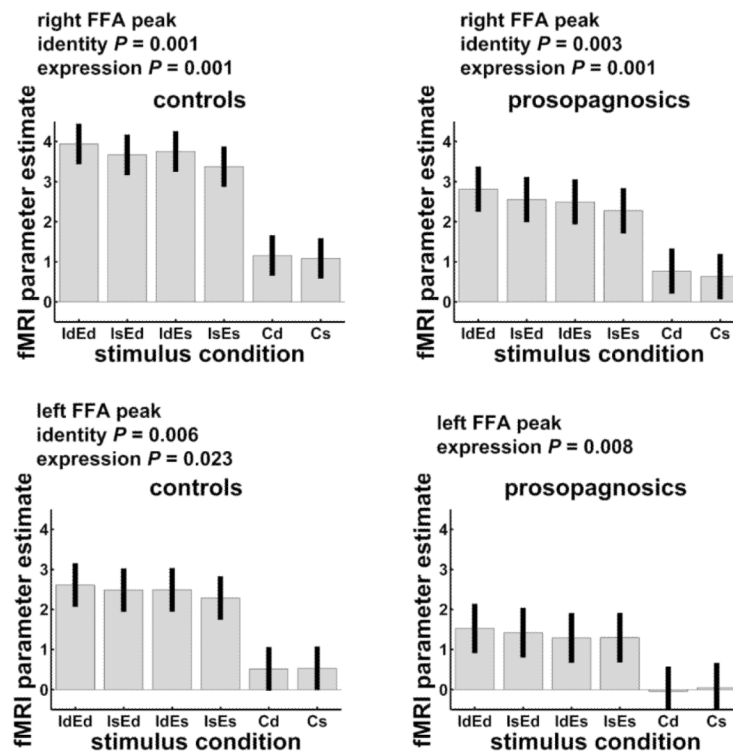 right FFA peak
identity P = 0.001
expression P = 0.001
controls
fMRI parameter estimate
4
3
2
1
0
IdEd IsEd IdEs IsEs Cd Cs
stimulus condition
right FFA peak
identity P = 0.003
expression P = 0.001
prosopagnosics
fMRI parameter estimate
4
3
2
1
0
IdEd IsEd IdEs IsEs Cd Cs
stimulus condition
left FFA peak
identity P = 0.006
expression P = 0.023
controls
fMRI parameter estimate
4
3
2
1
0
IdEd IsEd IdEs IsEs Cd Cs
stimulus condition
left FFA peak
expression P = 0.008
prosopagnosics
fMRI parameter estimate
4
3
2
1
0
IdEd IsEd IdEs IsEs Cd Cs
stimulus condition